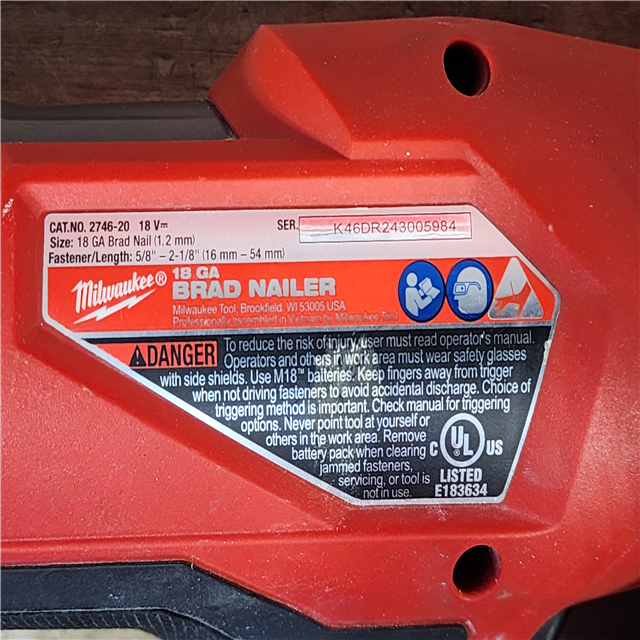 CAT.NO. 2746-20 18 V⎓
SER. K46DR243005984
Size: 18 GA Brad Nail (1.2 mm)
Fastener/Length: 5/8" – 2-1/8" (16 mm – 54 mm)
Milwaukee®
18 GA
BRAD NAILER
Milwaukee Tool, Brookfield, WI 53005 USA
Professionally assembled in Vietnam by Milwaukee Tool
⚠DANGER
To reduce the risk of injury, user must read operator's manual.
Operators and others in work area must wear safety glasses
with side shields. Use M18™ batteries. Keep fingers away from trigger
when not driving fasteners to avoid accidental discharge. Choice of
triggering method is important. Check manual for triggering
options. Never point tool at yourself or
others in the work area. Remove
battery pack when clearing
jammed fasteners,
servicing, or tool is
not in use.
C UL US
LISTED
E183634